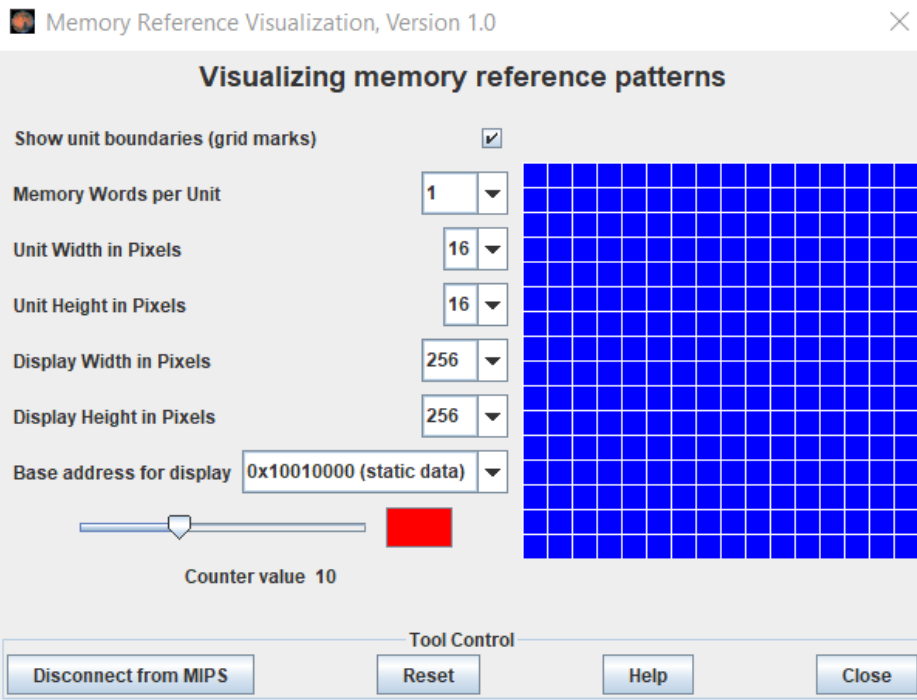 Memory Reference Visualization, Version 1.0
Visualizing memory reference patterns
Show unit boundaries (grid marks)
Memory Words per Unit 1
Unit Width in Pixels 16
Unit Height in Pixels 16
Display Width in Pixels 256
Display Height in Pixels 256
Base address for display 0x10010000 (static data)
Counter value 10
Tool Control
Disconnect from MIPS Reset Help Close